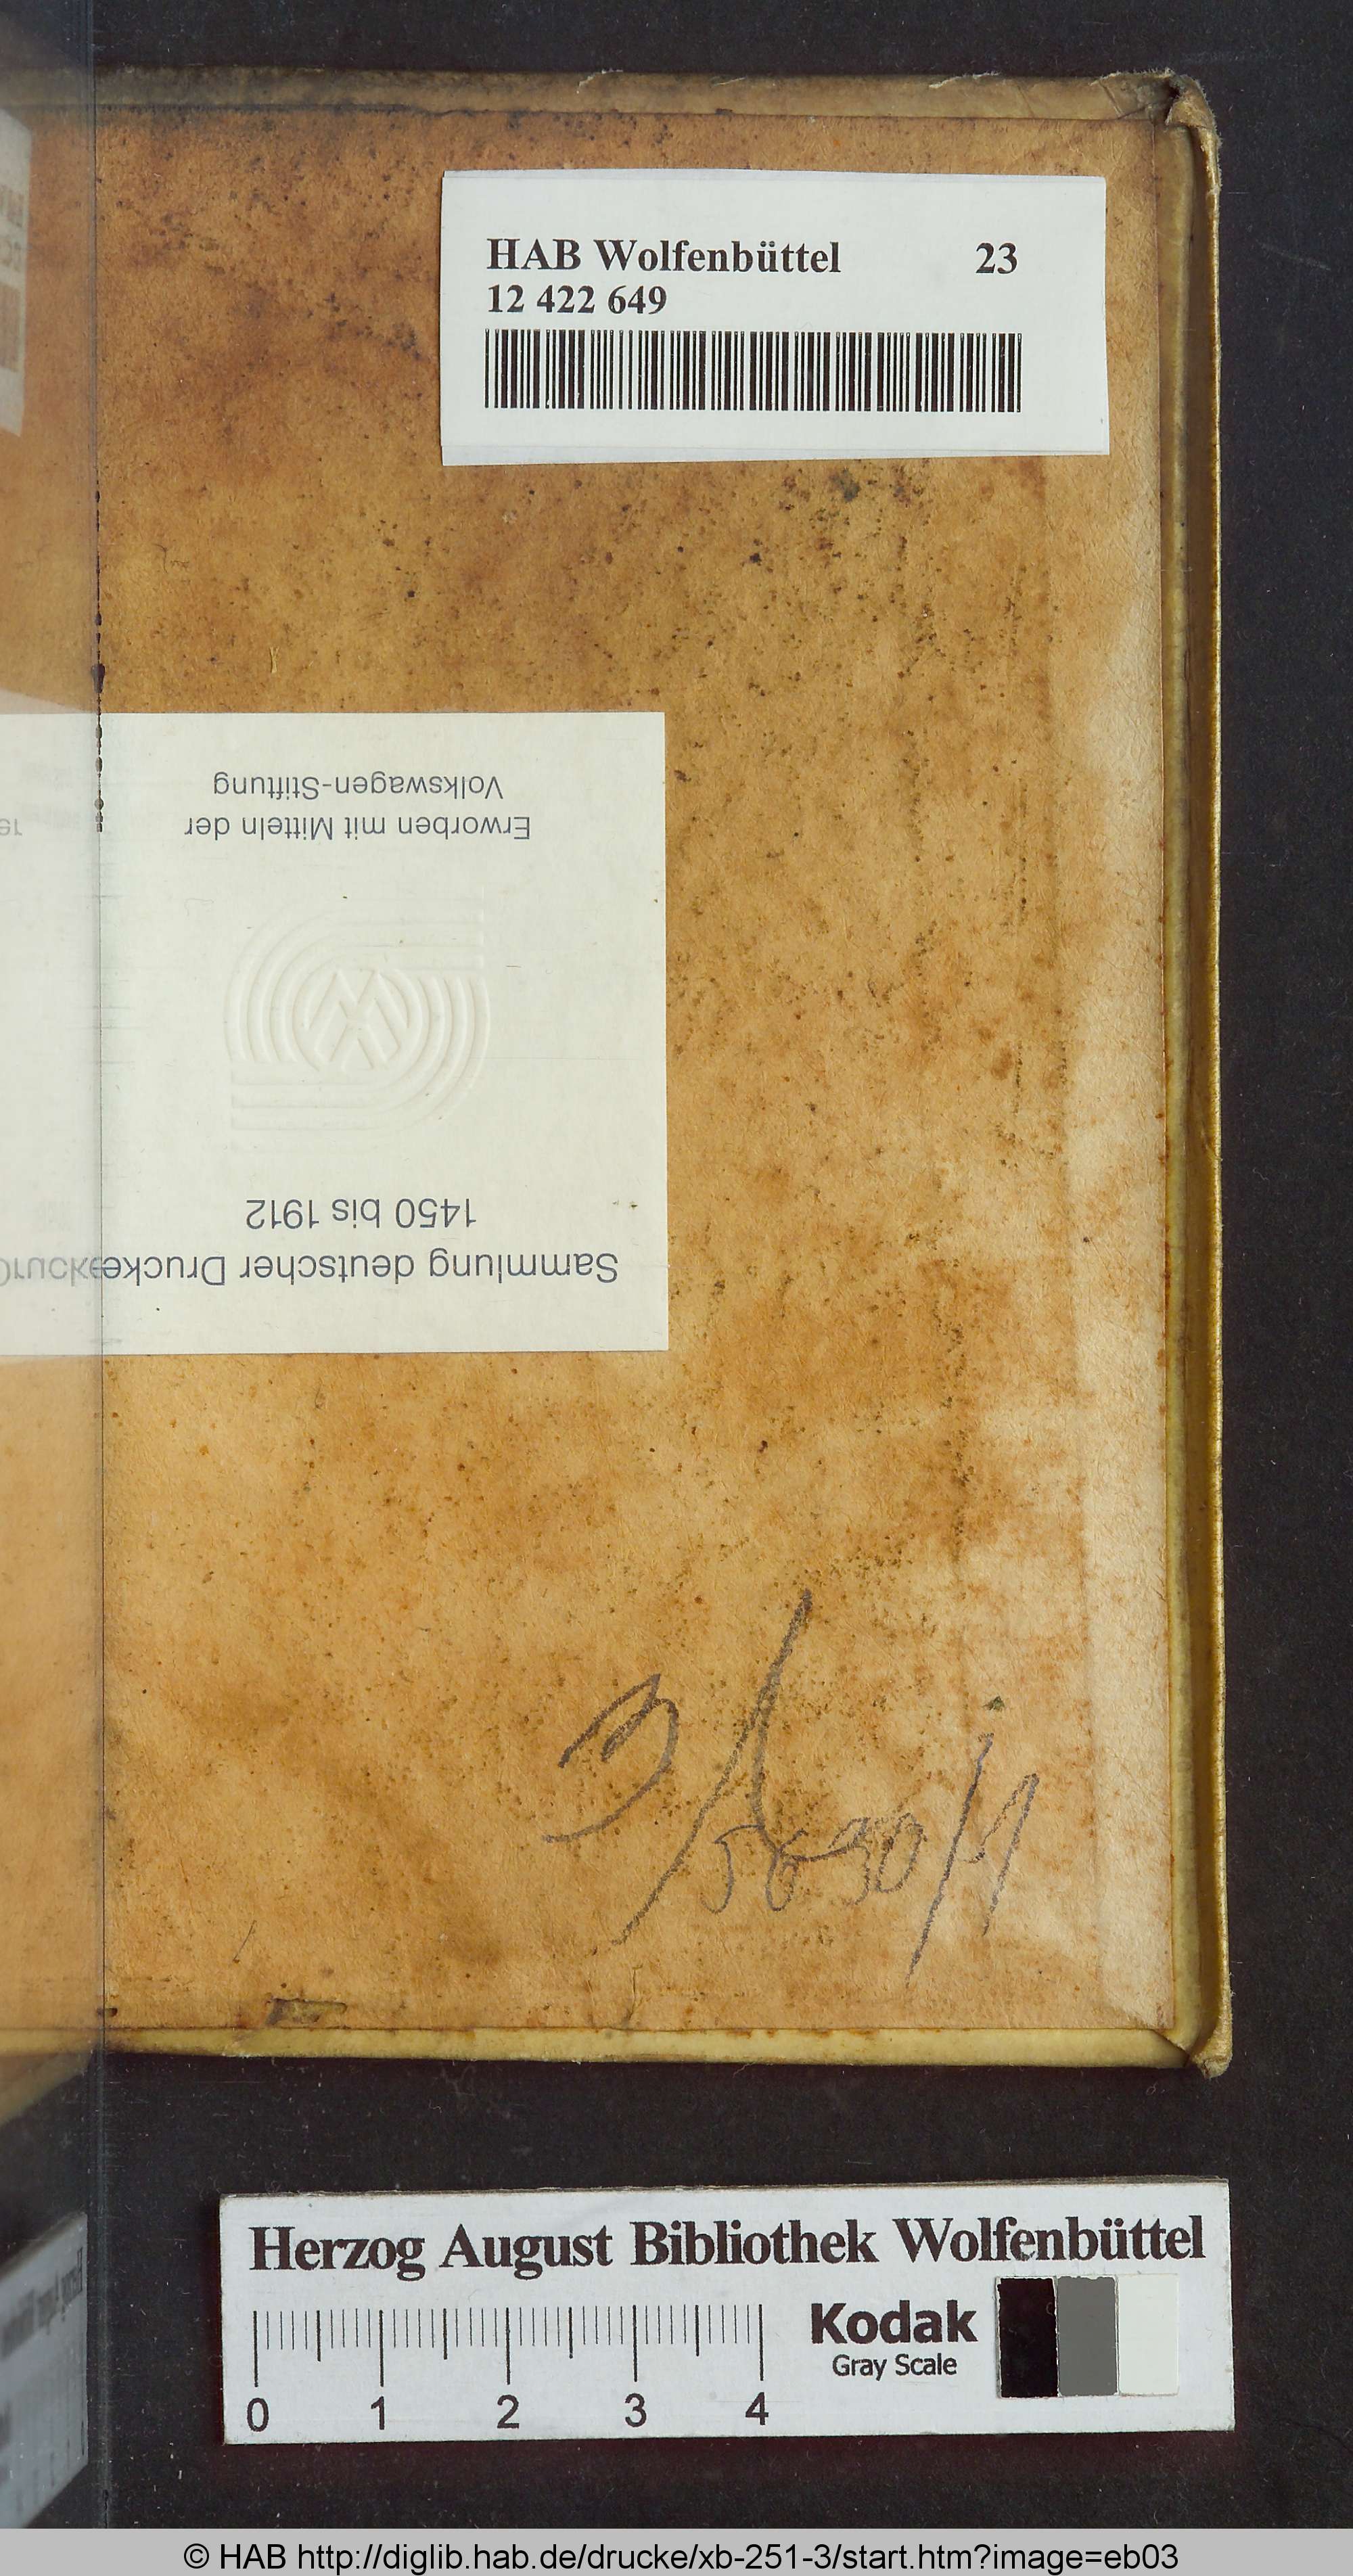 HAB Wolfenbüttel 23
12 422 649
Sammlung deutscher Drucke
1450 bis 1912
Erworben mit Mitteln der
Volkswagen-Stiftung
5630/1
Herzog August Bibliothek Wolfenbüttel
Kodak
Gray Scale
0 1 2 3 4
© HAB http://diglib.hab.de/drucke/xb-251-3/start.htm?image=eb03